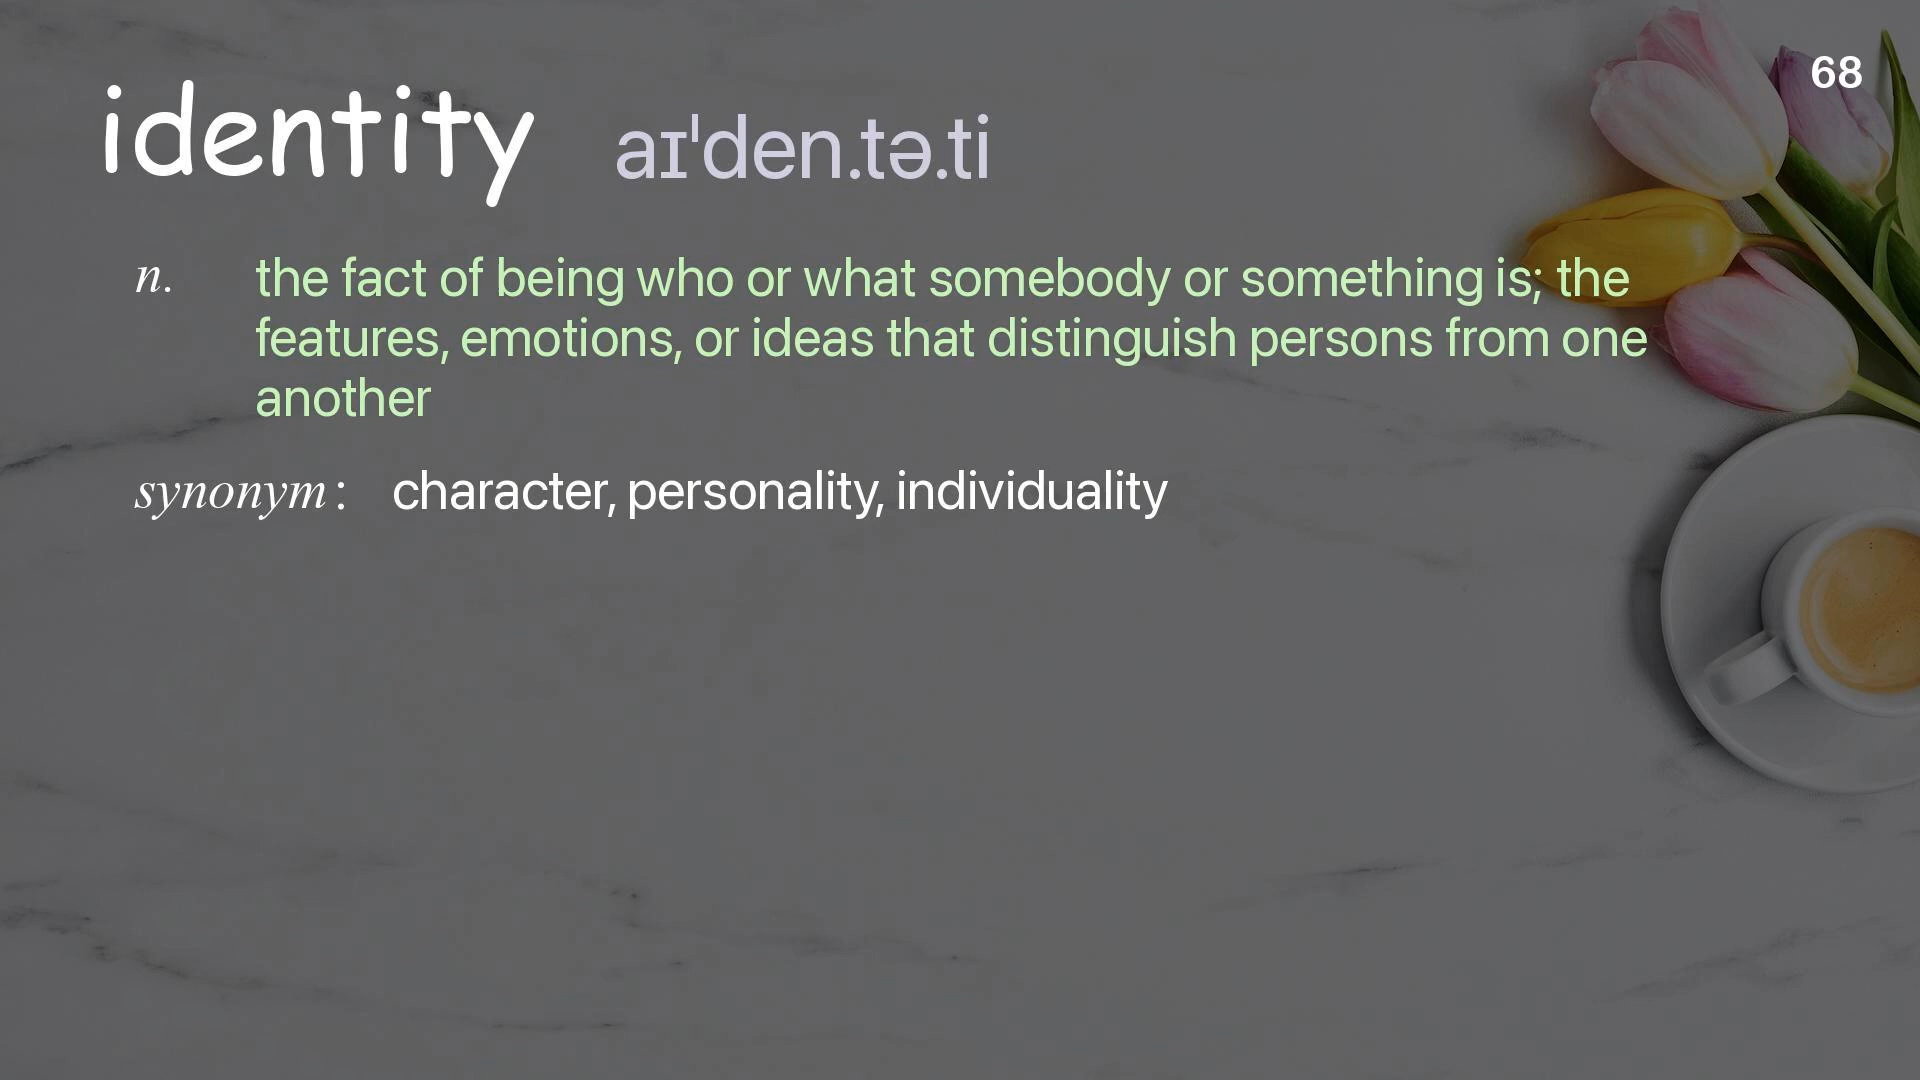 68
identity aɪˈden.tə.ti
n. the fact of being who or what somebody or something is; the
features, emotions, or ideas that distinguish persons from one
another
synonym: character, personality, individuality